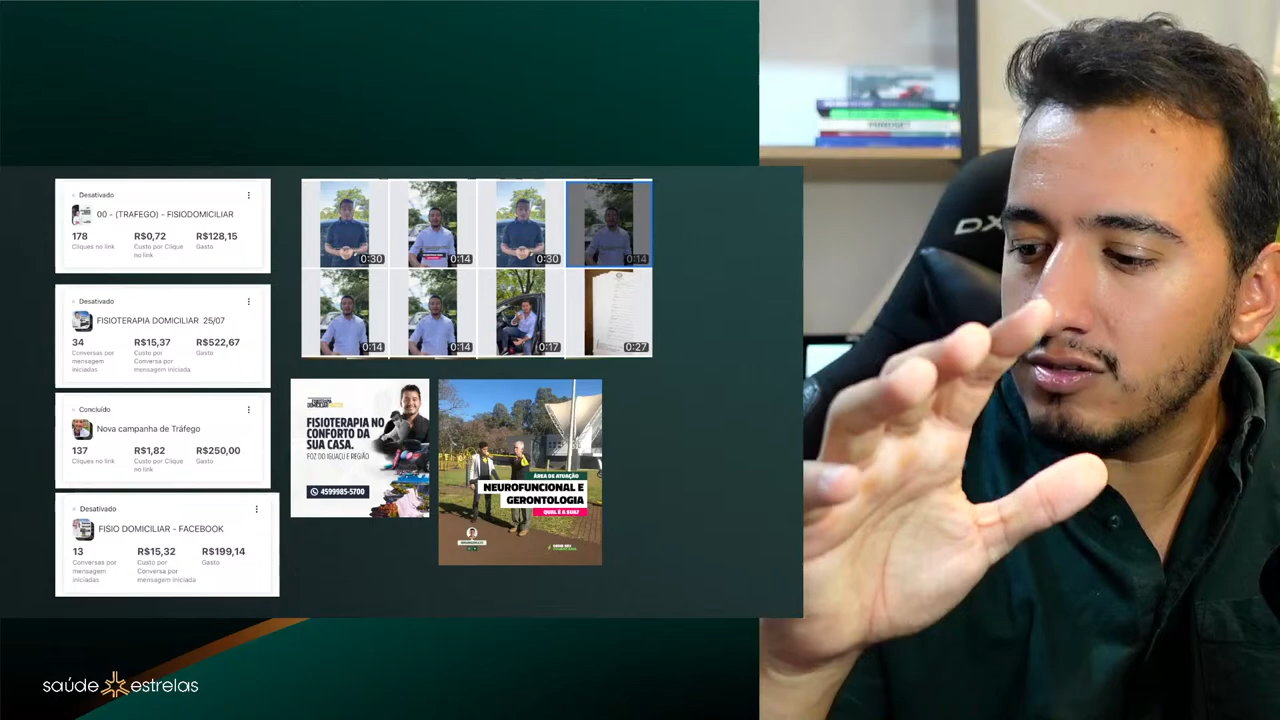 Desativado
00 - (TRAFEGO) - FISIODOMICILIAR
178
R$0,72
R$128,15
Cliques no link
Custo por Clique
no link
Gasto
Desativado
FISIOTERAPIA DOMICILIAR 25/07
34
R$15,37
R$522,67
Conversas por
mensagem
iniciadas
Custo por
Conversa por
mensagem iniciada
Gasto
Concluído
Nova campanha de Tráfego
137
R$1,82
R$250,00
Cliques no link
Custo por Clique
no link
Gasto
Desativado
FISIO DOMICILIAR - FACEBOOK
13
R$15,32
R$199,14
Conversas por
mensagem
iniciadas
Custo por
Conversa por
mensagem iniciada
Gasto
0:30
0:14
0:30
0:14
0:14
0:14
0:17
0:27
FISIOTERAPIA NO
CONFORTO DA
SUA CASA.
FOZ DO IGUAÇU E REGIÃO
4599985-5700
ÁREA DE ATUAÇÃO
NEUROFUNCIONAL E
GERONTOLOGIA
QUAL É A SUA?
saúde estrelas
DX